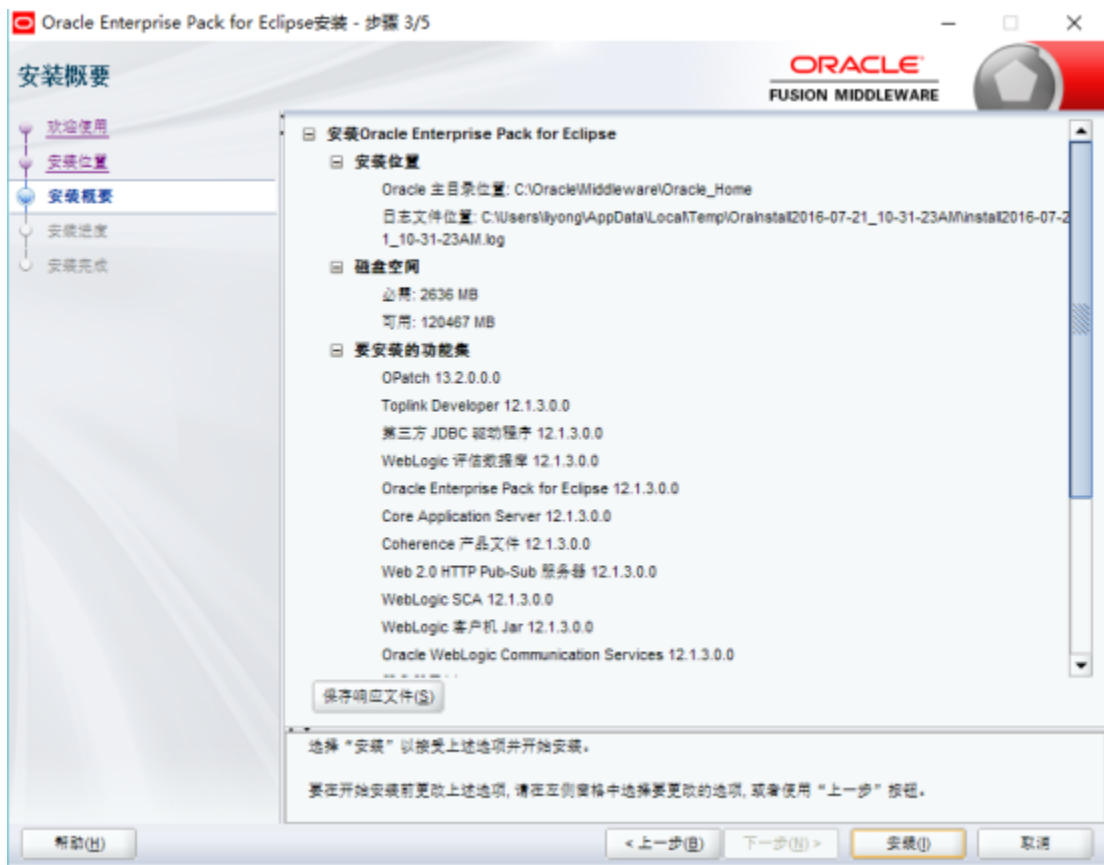 Oracle Enterprise Pack for Eclipse安装 - 步骤 3/5
安装概要
ORACLE
FUSION MIDDLEWARE
欢迎使用
安装位置
安装概要
安装进度
安装完成
安装Oracle Enterprise Pack for Eclipse
安装位置
Oracle 主目录位置: C:\Oracle\Middleware\Oracle_Home
日志文件位置: C:\Users\liyong\AppData\Local\Temp\OraInstall2016-07-21_10-31-23AM\install2016-07-2
1_10-31-23AM.log
磁盘空间
必需: 2636 MB
可用: 120467 MB
要安装的功能集
OPatch 13.2.0.0.0
Toplink Developer 12.1.3.0.0
第三方 JDBC 驱动程序 12.1.3.0.0
WebLogic 评估数据库 12.1.3.0.0
Oracle Enterprise Pack for Eclipse 12.1.3.0.0
Core Application Server 12.1.3.0.0
Coherence 产品文件 12.1.3.0.0
Web 2.0 HTTP Pub-Sub 服务器 12.1.3.0.0
WebLogic SCA 12.1.3.0.0
WebLogic 客户机 Jar 12.1.3.0.0
Oracle WebLogic Communication Services 12.1.3.0.0
保存响应文件(S)
选择“安装”以接受上述选项并开始安装。
要在开始安装前更改上述选项, 请在左侧窗格中选择要更改的选项, 或者使用“上一步”按钮。
帮助(H)
< 上一步(B)
下一步(N) >
安装(I)
取消